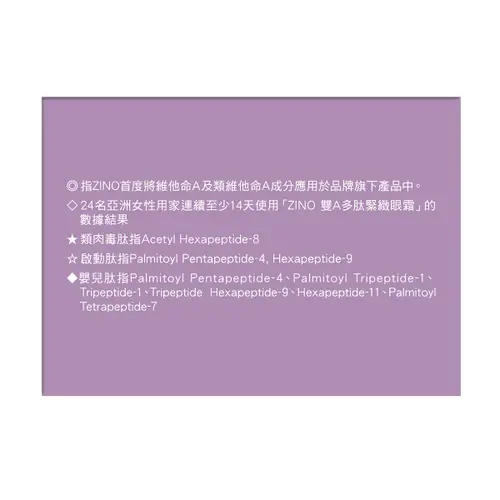 ◎指ZINO首度將維他命A及類維他命A成分應用於品牌旗下產品中。
◇24名亞洲女性用家連續至少14天使用「ZINO 雙A多肽緊緻眼霜」的
數據結果
★類肉毒肽指Acetyl Hexapeptide-8
☆啟動肽指Palmitoyl Pentapeptide-4, Hexapeptide-9
◆嬰兒肽指Palmitoyl Pentapeptide-4、Palmitoyl Tripeptide-1、
Tripeptide-1、Tripeptide Hexapeptide-9、Hexapeptide-11、Palmitoyl
Tetrapeptide-7